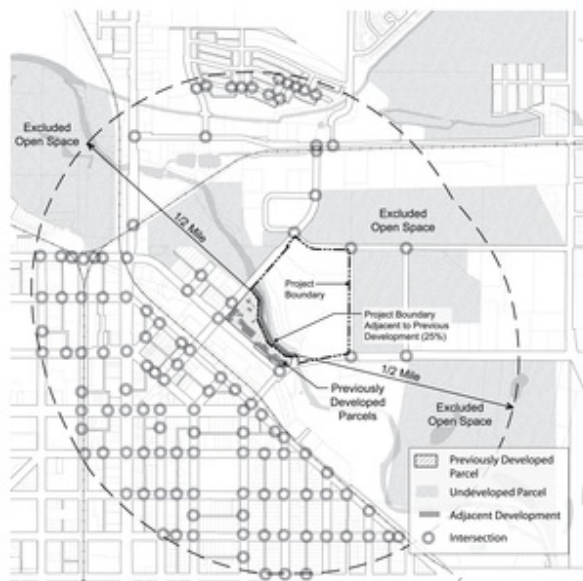 Excluded
Open Space
1/2 Mile
Excluded
Open Space
Project
Boundary
Project Boundary
Adjacent to Previous
Development (25%)
1/2 Mile
Previously
Developed
Parcels
Excluded
Open Space
Previously Developed
Parcel
Undeveloped Parcel
Adjacent Development
Intersection